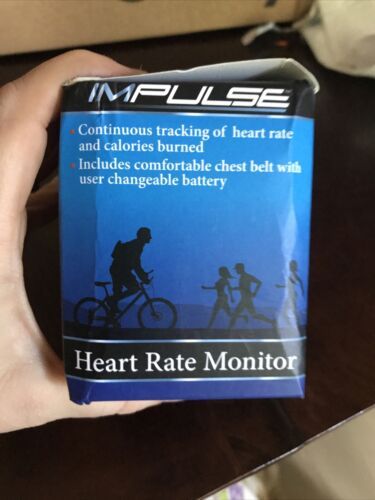 IMPULSE
• Continuous tracking of heart rate
and calories burned
• Includes comfortable chest belt with
user changeable battery
Heart Rate Monitor